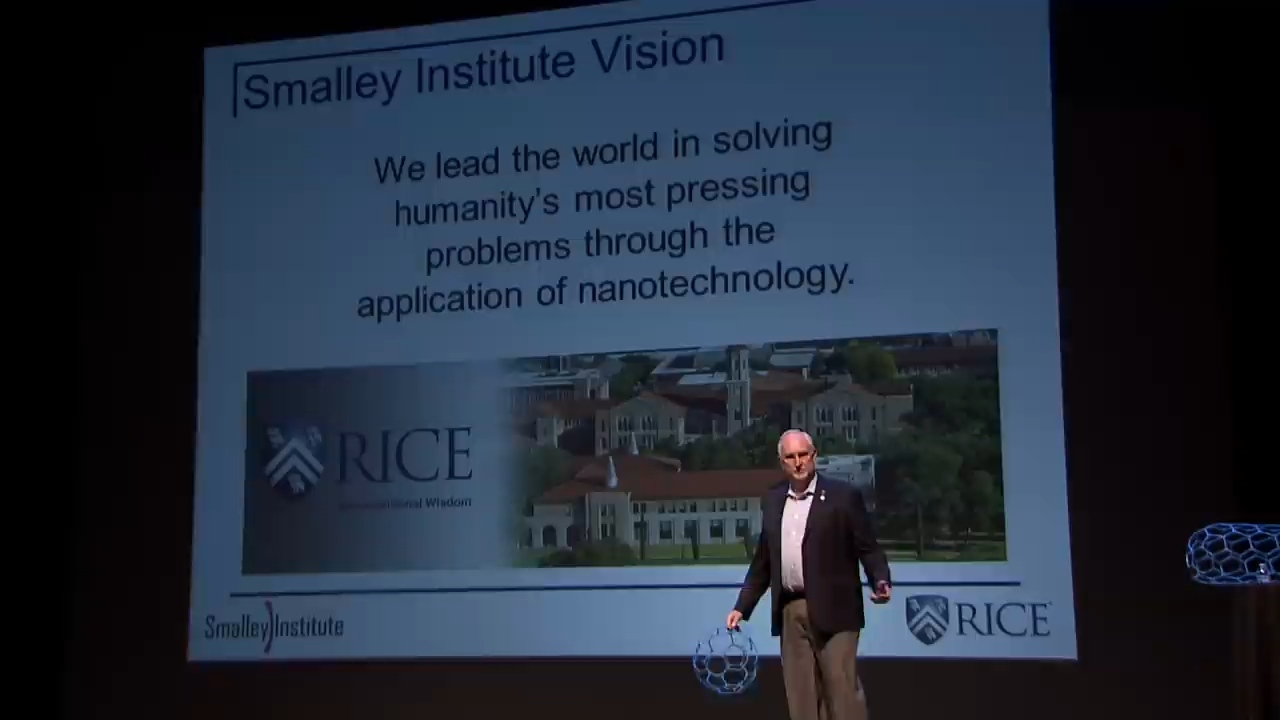 Smalley Institute Vision
We lead the world in solving
humanity's most pressing
problems through the
application of nanotechnology.
RICE
Wisdom
Smalley Institute
RICE